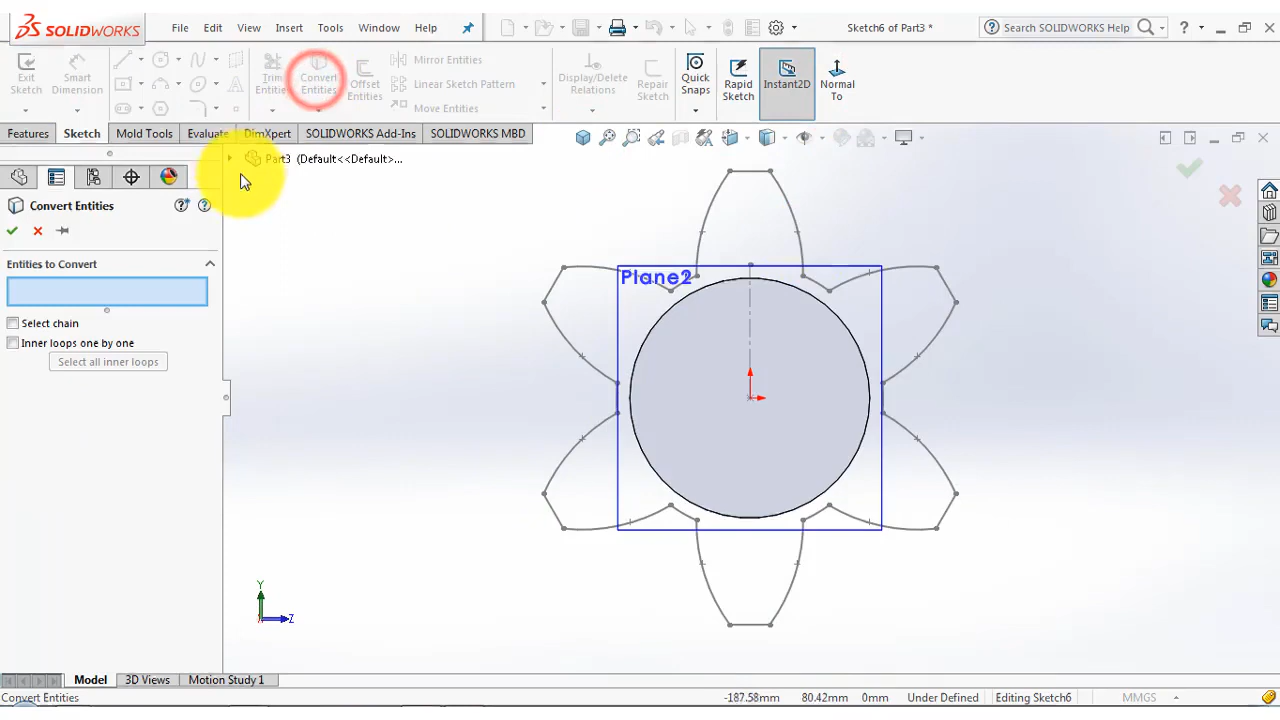 SOLIDWORKS File Edit View Insert Tools Window Help Sketch6 of Part3 * Search SOLIDWORKS Help ?
Exit Sketch Smart Dimension Trim Entities Convert Entities Offset Entities Mirror Entities Linear Sketch Pattern Move Entities Display/Delete Relations Repair Sketch Quick Snaps Rapid Sketch Instant2D Normal To
Features Sketch Mold Tools Evaluate DimXpert SOLIDWORKS Add-Ins SOLIDWORKS MBD
Part3 (Default<<Default>...
Convert Entities
Entities to Convert
Plane2
Select chain
Inner loops one by one
Select all inner loops
Y
X
Z
Model 3D Views Motion Study 1
Convert Entities -187.58mm 80.42mm 0mm Under Defined Editing Sketch6 MMGS